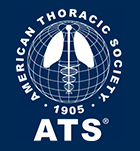 AMERICAN THORACIC SOCIETY
• 1905 •
ATS®